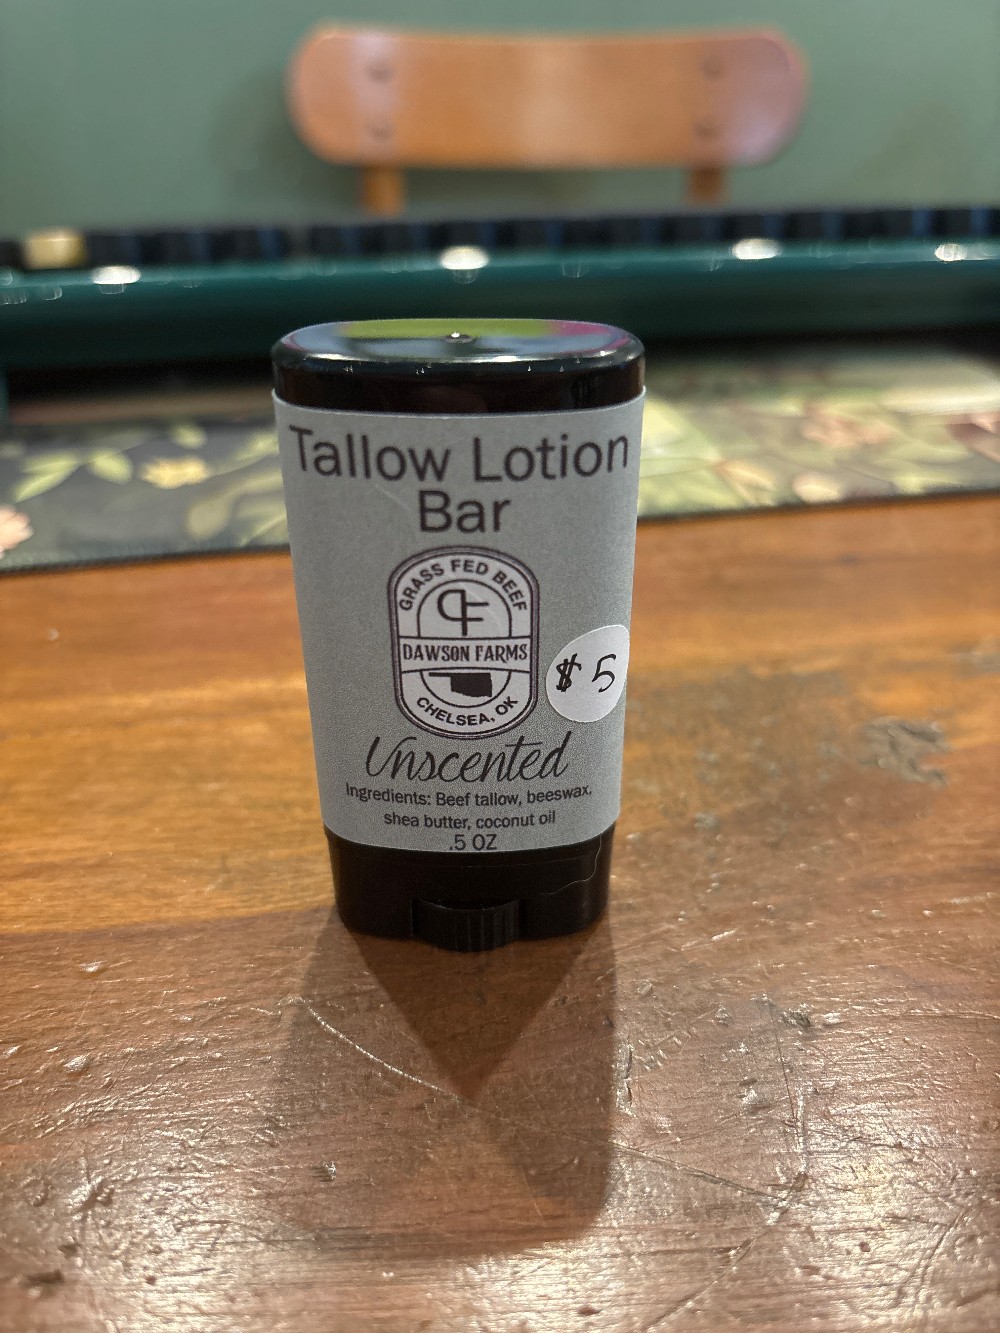 Tallow Lotion
Bar
GRASS FED BEEF
DAWSON FARMS
CHELSEA, OK
$5
Unscented
Ingredients: Beef tallow, beeswax,
shea butter, coconut oil
.5 OZ